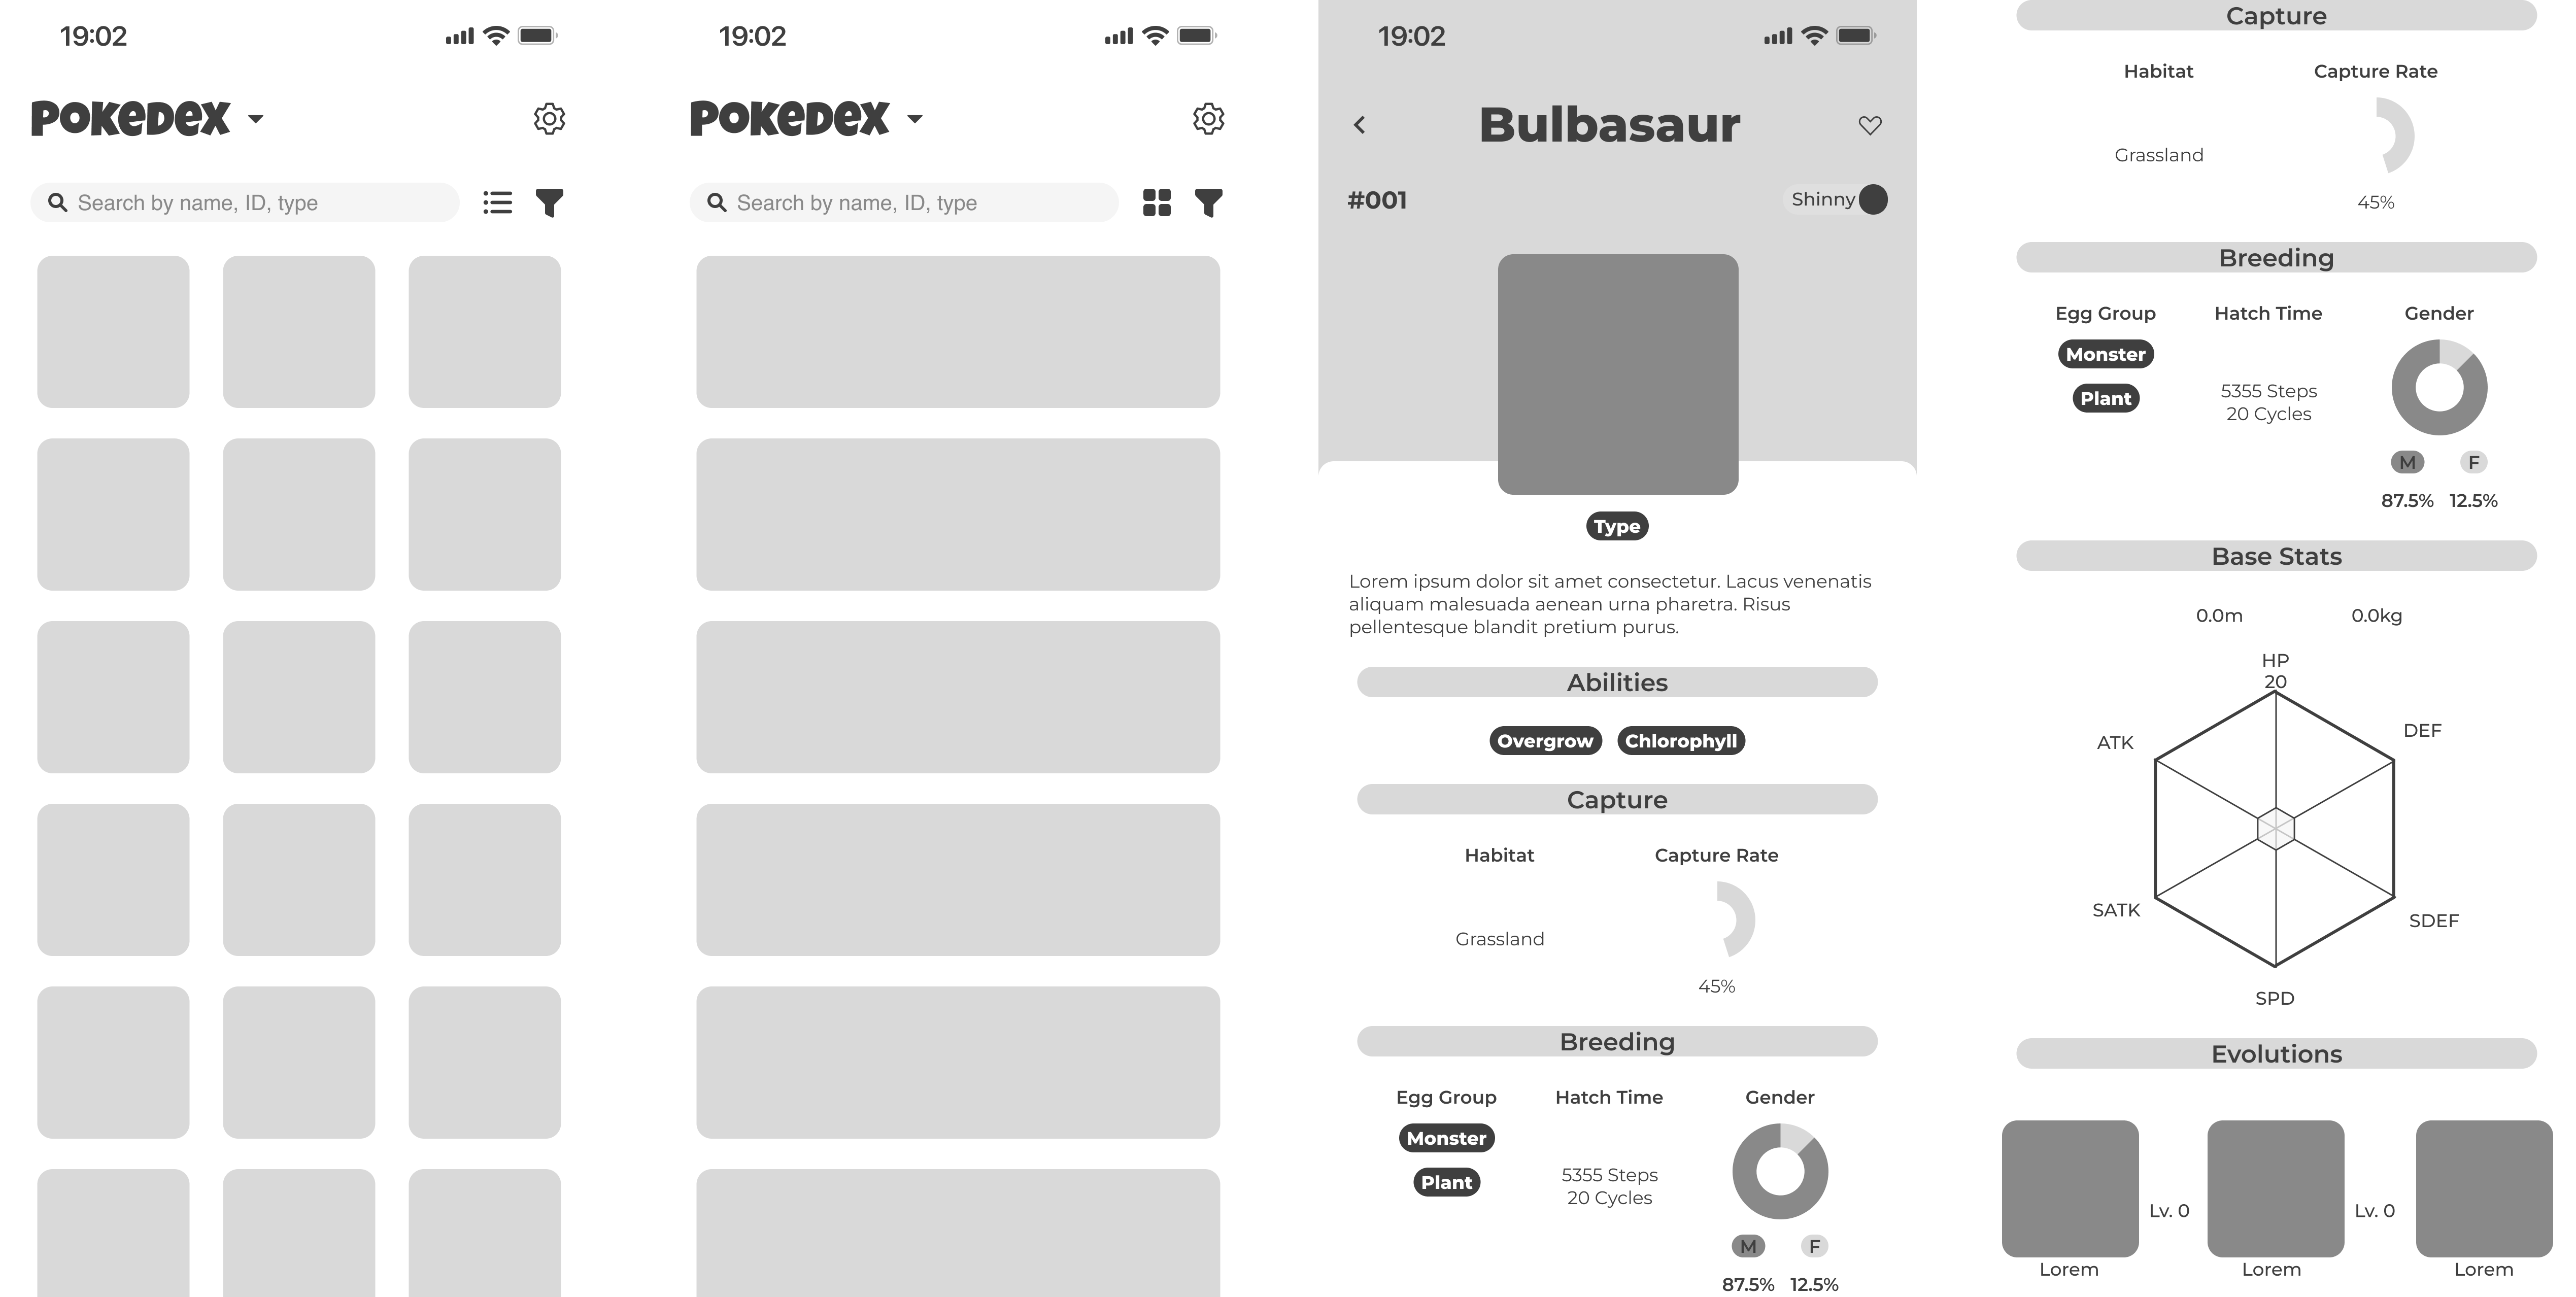 19:02
POKEDEX
Search by name, ID, type
19:02
POKEDEX
Search by name, ID, type
19:02
Bulbasaur
#001
Shinny
Type
Lorem ipsum dolor sit amet consectetur. Lacus venenatis
aliquam malesuada aenean urna pharetra. Risus
pellentesque blandit pretium purus.
Abilities
Overgrow Chlorophyll
Capture
Habitat Capture Rate
Grassland
45%
Breeding
Egg Group Hatch Time Gender
Monster
Plant
5355 Steps
20 Cycles
M F
87.5% 12.5%
Capture
Habitat Capture Rate
Grassland
45%
Breeding
Egg Group Hatch Time Gender
Monster
Plant
5355 Steps
20 Cycles
M F
87.5% 12.5%
Base Stats
0.0m 0.0kg
HP
20
DEF
ATK
SATK
SDEF
SPD
Evolutions
Lv. 0 Lv. 0
Lorem Lorem Lorem